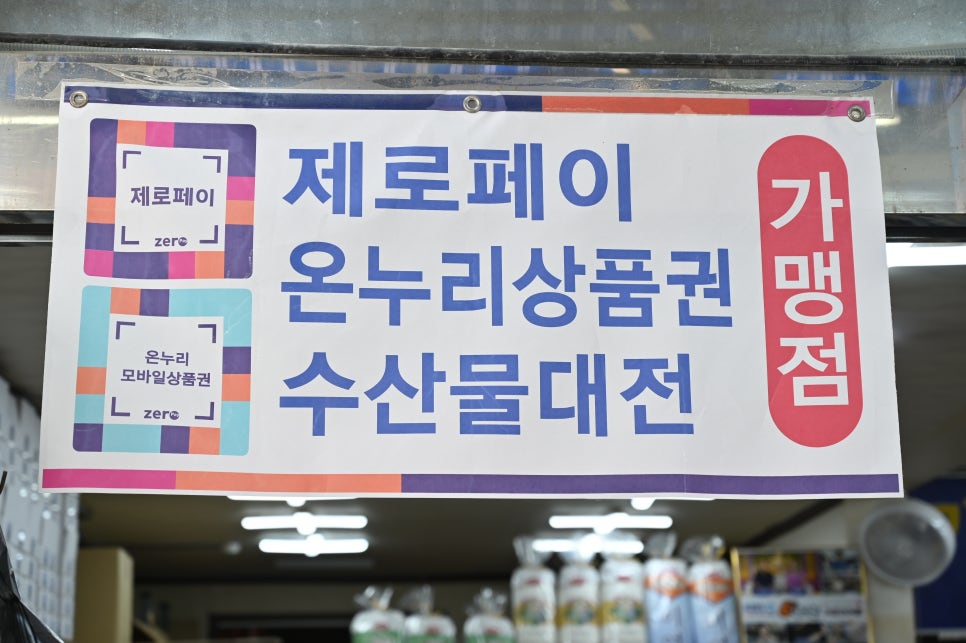 제로페이
zero
온누리
모바일상품권
zero
제로페이
온누리상품권
수산물대전
가맹점